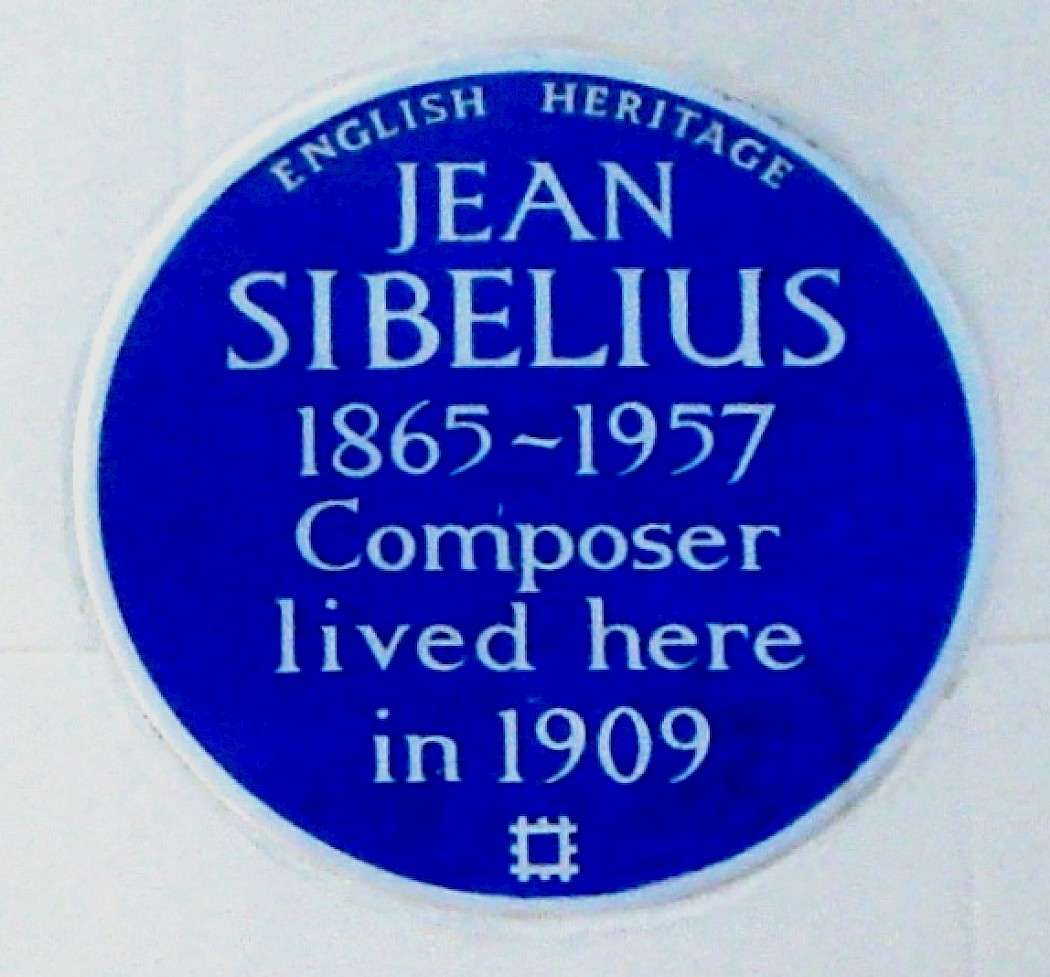 ENGLISH HERITAGE
JEAN
SIBELIUS
1865~1957
Composer
lived here
in 1909